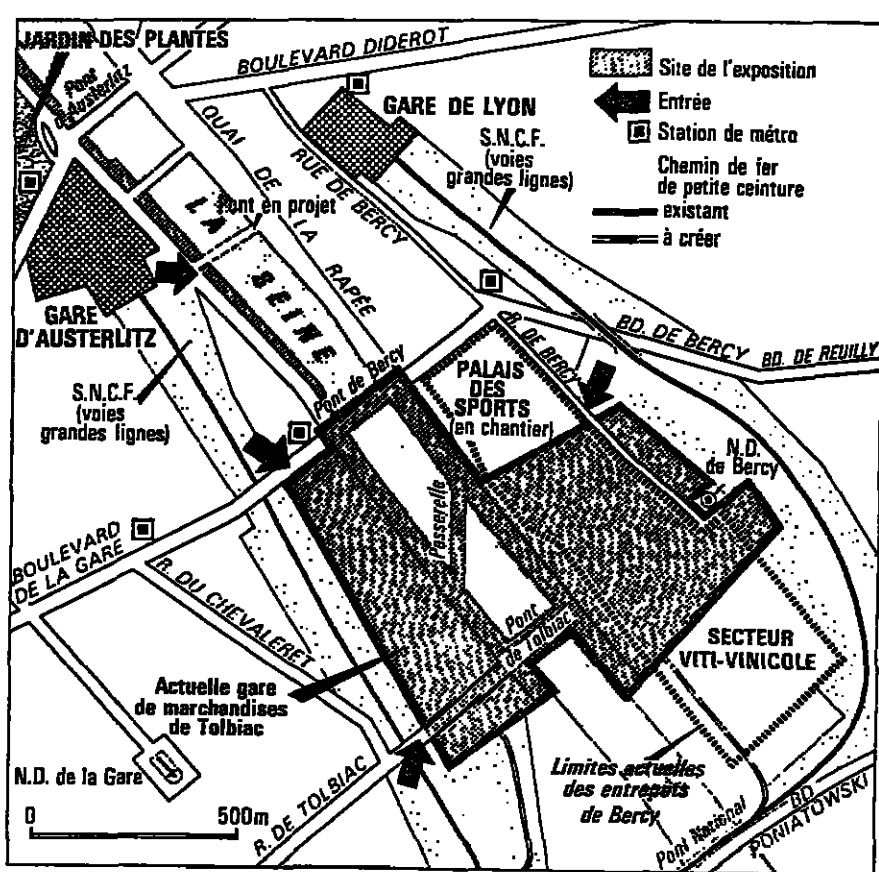 JARDIN DES PLANTES
Pont
d'Austerlitz
BOULEVARD DIDEROT
QUAI DE LA RAPÉE
GARE DE LYON
S.N.C.F.
(voies
grandes lignes)
RUE DE BERCY
Site de l'exposition
Entrée
Station de métro
Chemin de fer
de petite ceinture
existant
à créer
LA SEINE
Pont en projet
GARE
D'AUSTERLITZ
S.N.C.F.
(voies
grandes lignes)
Pont de Bercy
R. DE BERCY
BD. DE BERCY
BD. DE REUILLY
PALAIS
DES
SPORTS
(en chantier)
N.D.
de Bercy
Passerelle
BOULEVARD
DE LA GARE
R. DU CHEVALERET
Pont
de Tolbiac
SECTEUR
VITI-VINICOLE
Actuelle gare
de marchandises
de Tolbiac
N.D. de la Gare
0 500m
R. DE TOLBIAC
Limites actuelles
des entrepôts
de Bercy
Pont National
BD.
PONIATOWSKI